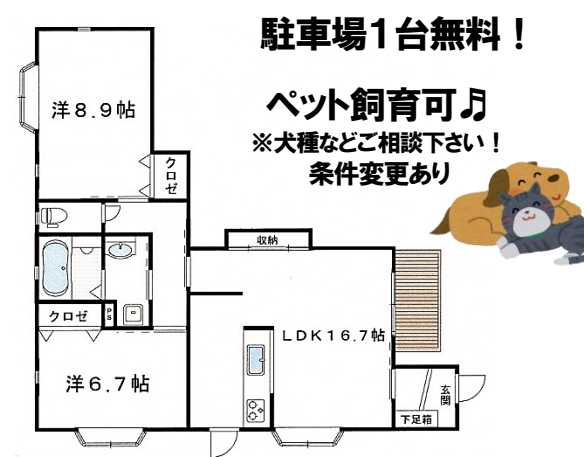 駐車場１台無料！
ペット飼育可♫
※犬種などご相談下さい！
条件変更あり
洋８.９帖
クロゼ
収納
クロゼ
PS
LDK１６.７帖
洋６.７帖
玄関
下足箱